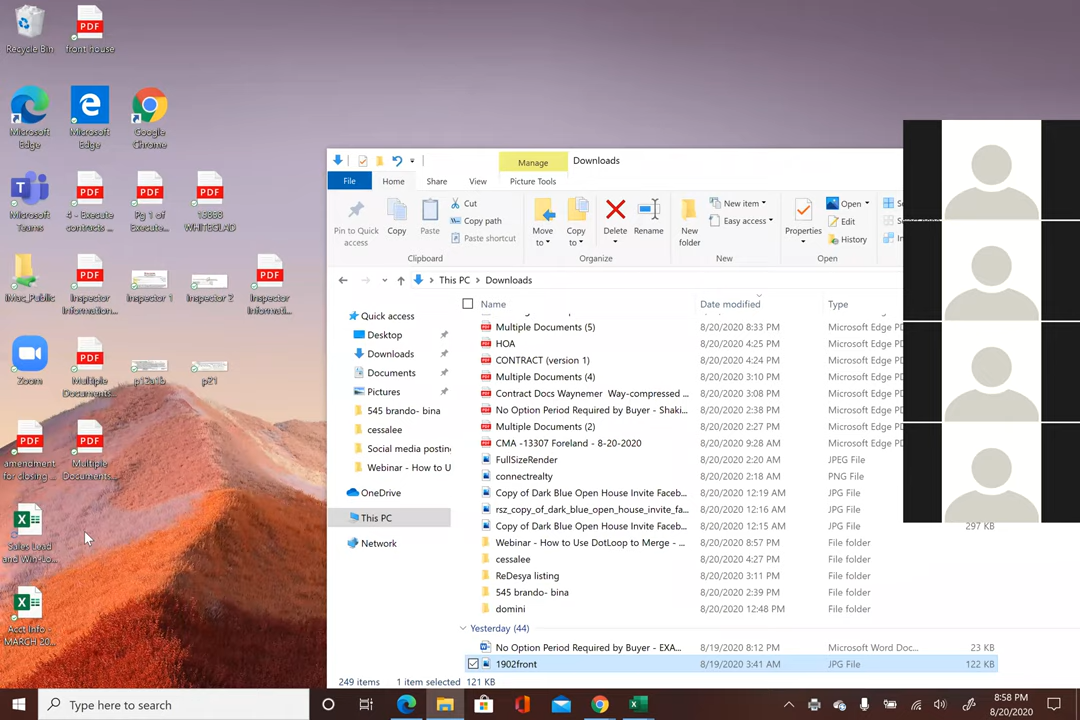 Recycle Bin
PDF
front house
Microsoft
Edge
Microsoft
Edge
Google
Chrome
Microsoft
Teams
PDF
4 - Execute
contracts ...
PDF
Pg 1 of
Execute...
PDF
WHITEGLAD
iMac_Public
PDF
Inspector
Information...
Inspector 1
Inspector 2
PDF
Inspector
Informati...
Zoom
PDF
Multiple
Documents...
p12a1b
p21
PDF
amendment
for closing ...
PDF
Multiple
Documents...
Sales Lead
and Win-Lo...
Acct Info -
MARCH 20...
Manage
Downloads
File
Home
Share
View
Picture Tools
Pin to Quick
access
Copy
Paste
Cut
Copy path
Paste shortcut
Clipboard
Move
to
Copy
to
Delete
Rename
Organize
New
folder
New item
Easy access
New
Properties
Open
Edit
History
Open
This PC > Downloads
Name
Date modified
Type
Quick access
Desktop
Downloads
Documents
Pictures
545 brando- bina
cessalee
Social media postin
Webinar - How to U
OneDrive
This PC
Network
Multiple Documents (5) 8/20/2020 8:33 PM Microsoft Edge PD
HOA 8/20/2020 4:25 PM Microsoft Edge PD
CONTRACT (version 1) 8/20/2020 4:24 PM Microsoft Edge PD
Multiple Documents (4) 8/20/2020 3:10 PM Microsoft Edge PD
Contract Docs Waynemer Way-compressed 8/20/2020 3:08 PM Microsoft Edge PD
No Option Period Required by Buyer - Shaki... 8/20/2020 2:38 PM Microsoft Edge PD
Multiple Documents (2) 8/20/2020 2:27 PM Microsoft Edge PD
CMA -13307 Foreland - 8-20-2020 8/20/2020 9:28 AM Microsoft Edge PD
FullSizeRender 8/20/2020 2:20 AM JPEG File
connectrealty 8/20/2020 2:18 AM PNG File
Copy of Dark Blue Open House Invite Faceb... 8/20/2020 12:19 AM JPG File
rsz_copy_of_dark_blue_open_house_invite_fa... 8/20/2020 12:16 AM JPG File
Copy of Dark Blue Open House Invite Faceb... 8/20/2020 12:15 AM JPG File 297 KB
Webinar - How to Use DotLoop to Merge - ... 8/20/2020 8:57 PM File folder
cessalee 8/20/2020 4:27 PM File folder
ReDesya listing 8/20/2020 3:11 PM File folder
545 brando- bina 8/20/2020 2:39 PM File folder
domini 8/20/2020 12:48 PM File folder
Yesterday (44)
No Option Period Required by Buyer - EXA... 8/19/2020 8:12 PM Microsoft Word Doc... 23 KB
1902front 8/19/2020 3:41 AM JPG File 122 KB
249 items 1 item selected 121 KB
Type here to search
8:58 PM
8/20/2020